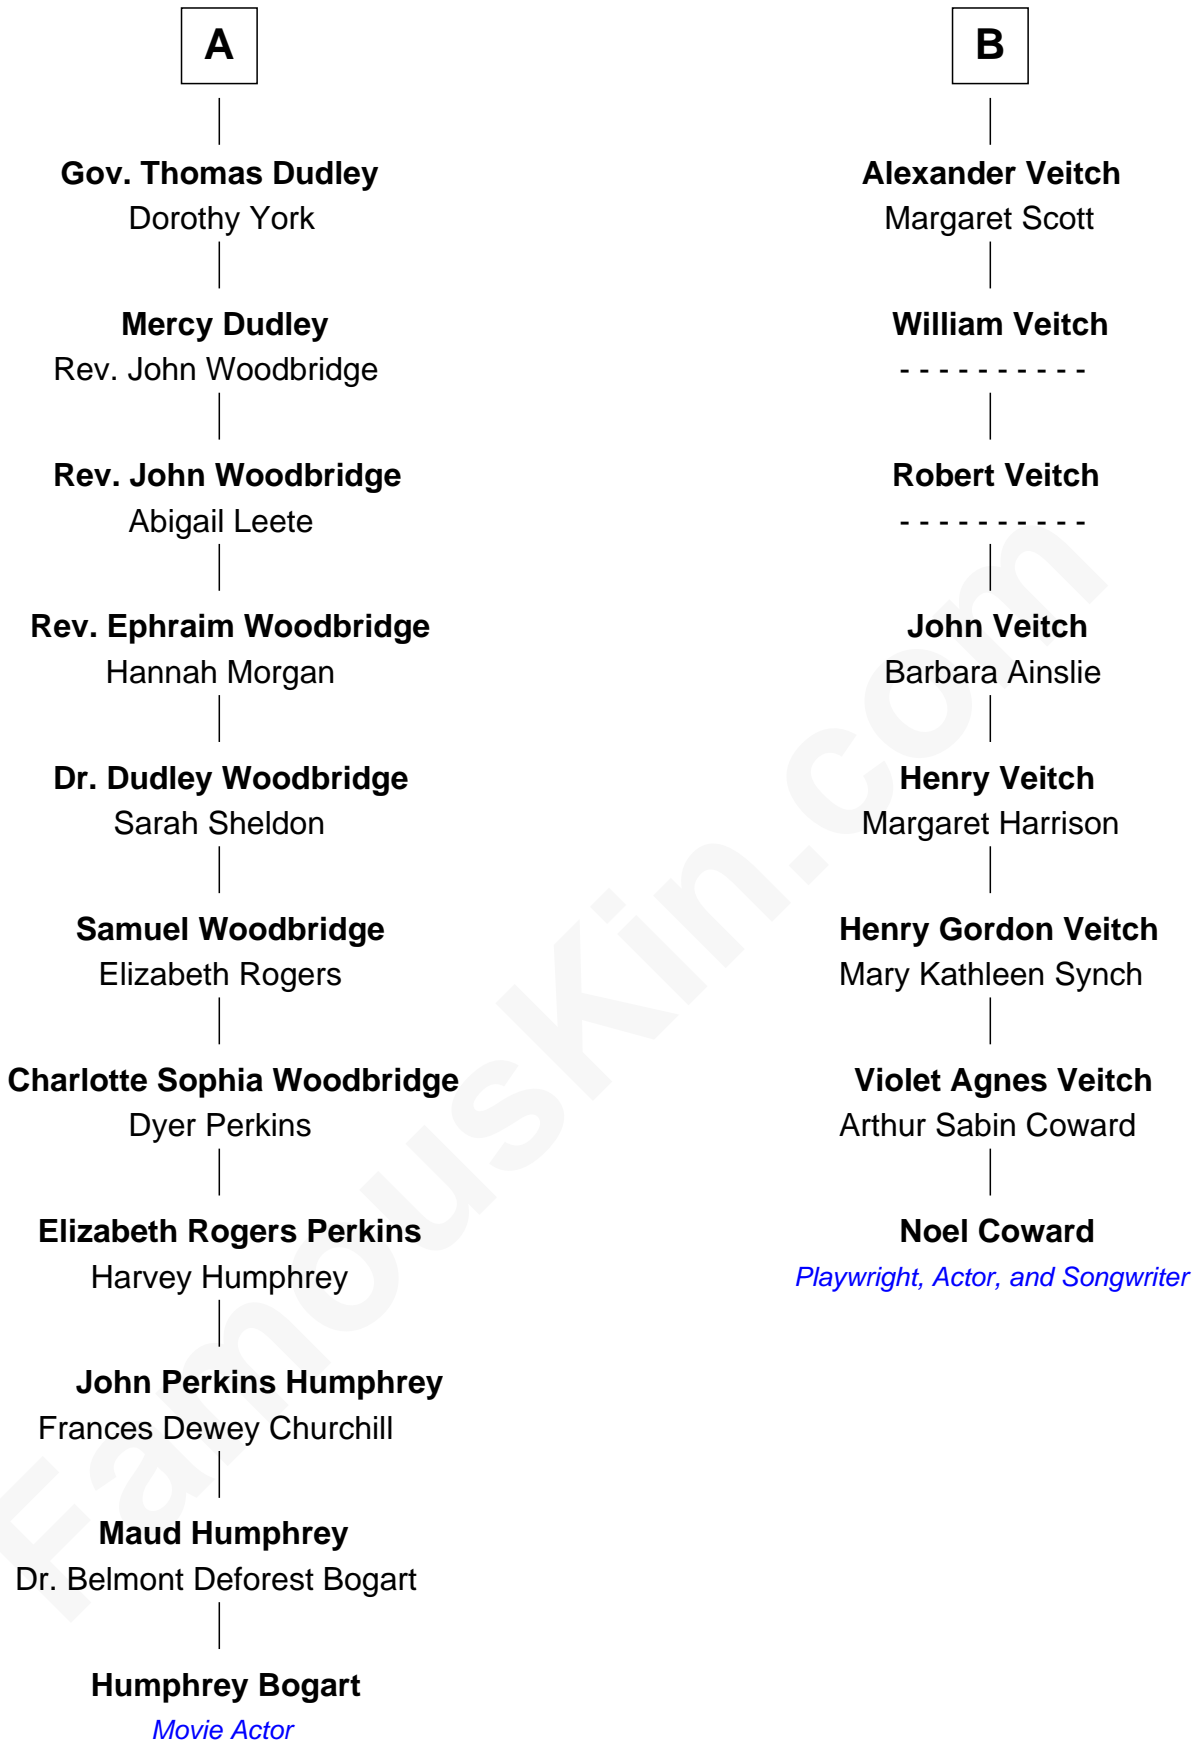 A
Gov. Thomas Dudley
Dorothy York
Mercy Dudley
Rev. John Woodbridge
Rev. John Woodbridge
Abigail Leete
Rev. Ephraim Woodbridge
Hannah Morgan
Dr. Dudley Woodbridge
Sarah Sheldon
Samuel Woodbridge
Elizabeth Rogers
Charlotte Sophia Woodbridge
Dyer Perkins
Elizabeth Rogers Perkins
Harvey Humphrey
John Perkins Humphrey
Frances Dewey Churchill
Maud Humphrey
Dr. Belmont Deforest Bogart
Humphrey Bogart
Movie Actor
B
Alexander Veitch
Margaret Scott
William Veitch
- - - - - - - - - -
Robert Veitch
- - - - - - - - - -
John Veitch
Barbara Ainslie
Henry Veitch
Margaret Harrison
Henry Gordon Veitch
Mary Kathleen Synch
Violet Agnes Veitch
Arthur Sabin Coward
Noel Coward
Playwright, Actor, and Songwriter
FamousKin.com